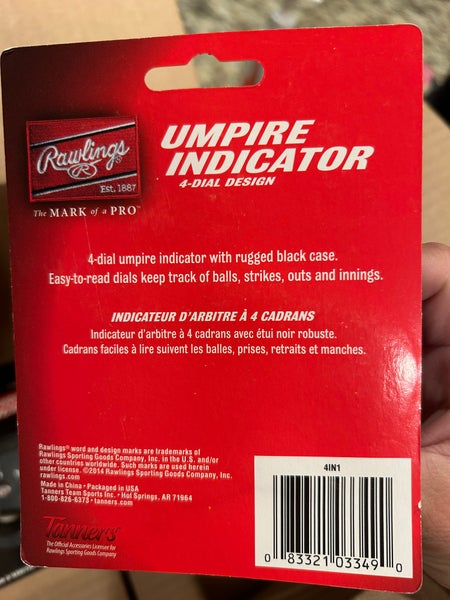 Rawlings®
R
Est. 1887
The MARK of a PRO™
UMPIRE
INDICATOR
4-DIAL DESIGN
4-dial umpire indicator with rugged black case.
Easy-to-read dials keep track of balls, strikes, outs and innings.
INDICATEUR D'ARBITRE À 4 CADRANS
Indicateur d'arbitre à 4 cadrans avec étui noir robuste.
Cadrans faciles à lire suivent les balles, prises, retraits et manches.
Rawlings® word and design marks are trademarks of
Rawlings Sporting Goods Company, Inc. in the U.S. and/or
other countries worldwide. Such marks are used herein
under license. ©2014 Rawlings Sporting Goods Company, Inc.
rawlings.com
Made in China • Packaged in USA
Tanners Team Sports Inc. • Hot Springs, AR 71964
1-800-826-6373 • tanners.com
Tanners
The Official Accessories Licensee for
Rawlings Sporting Goods Company
4IN1
0 83321 03349 0